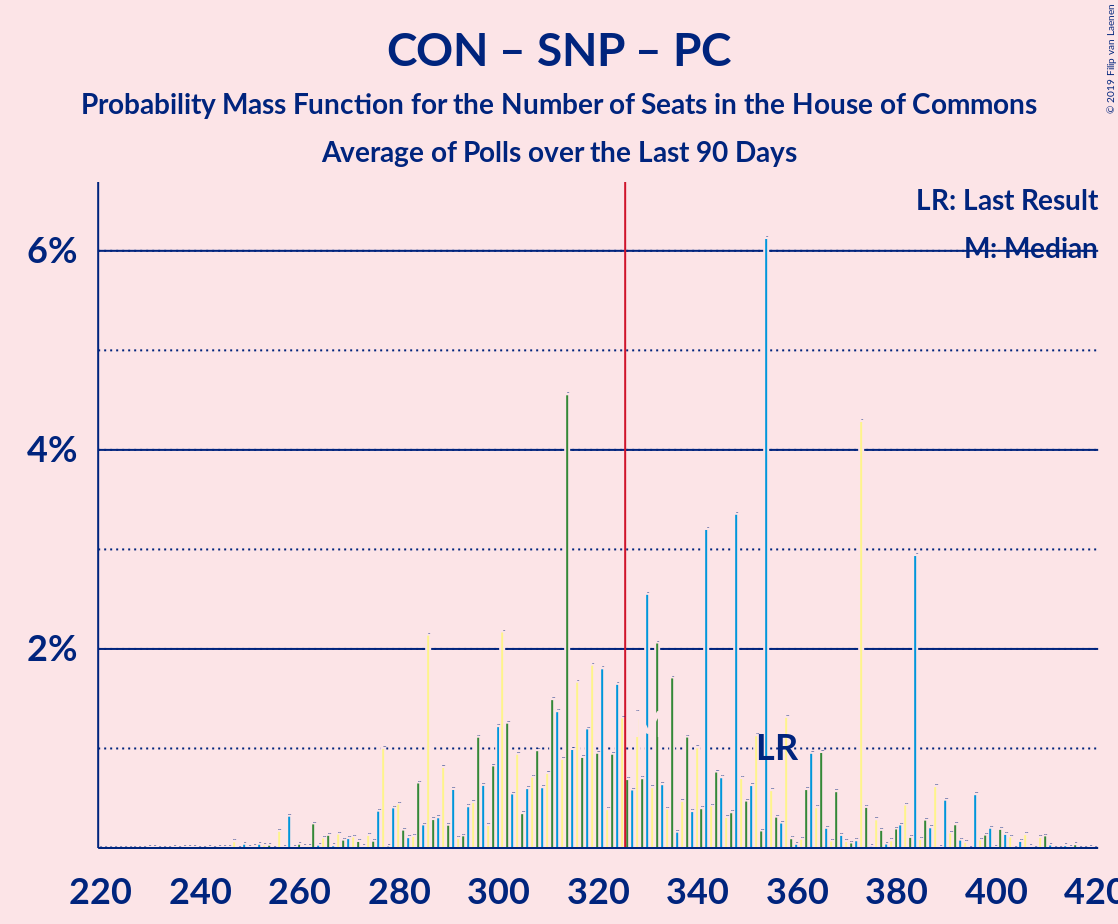 CON – SNP – PC
Probability Mass Function for the Number of Seats in the House of Commons
Average of Polls over the Last 90 Days
© 2019 Filip van Laenen
LR: Last Result
M: Median
6%
4%
2%
LR
220 240 260 280 300 320 340 360 380 400 420